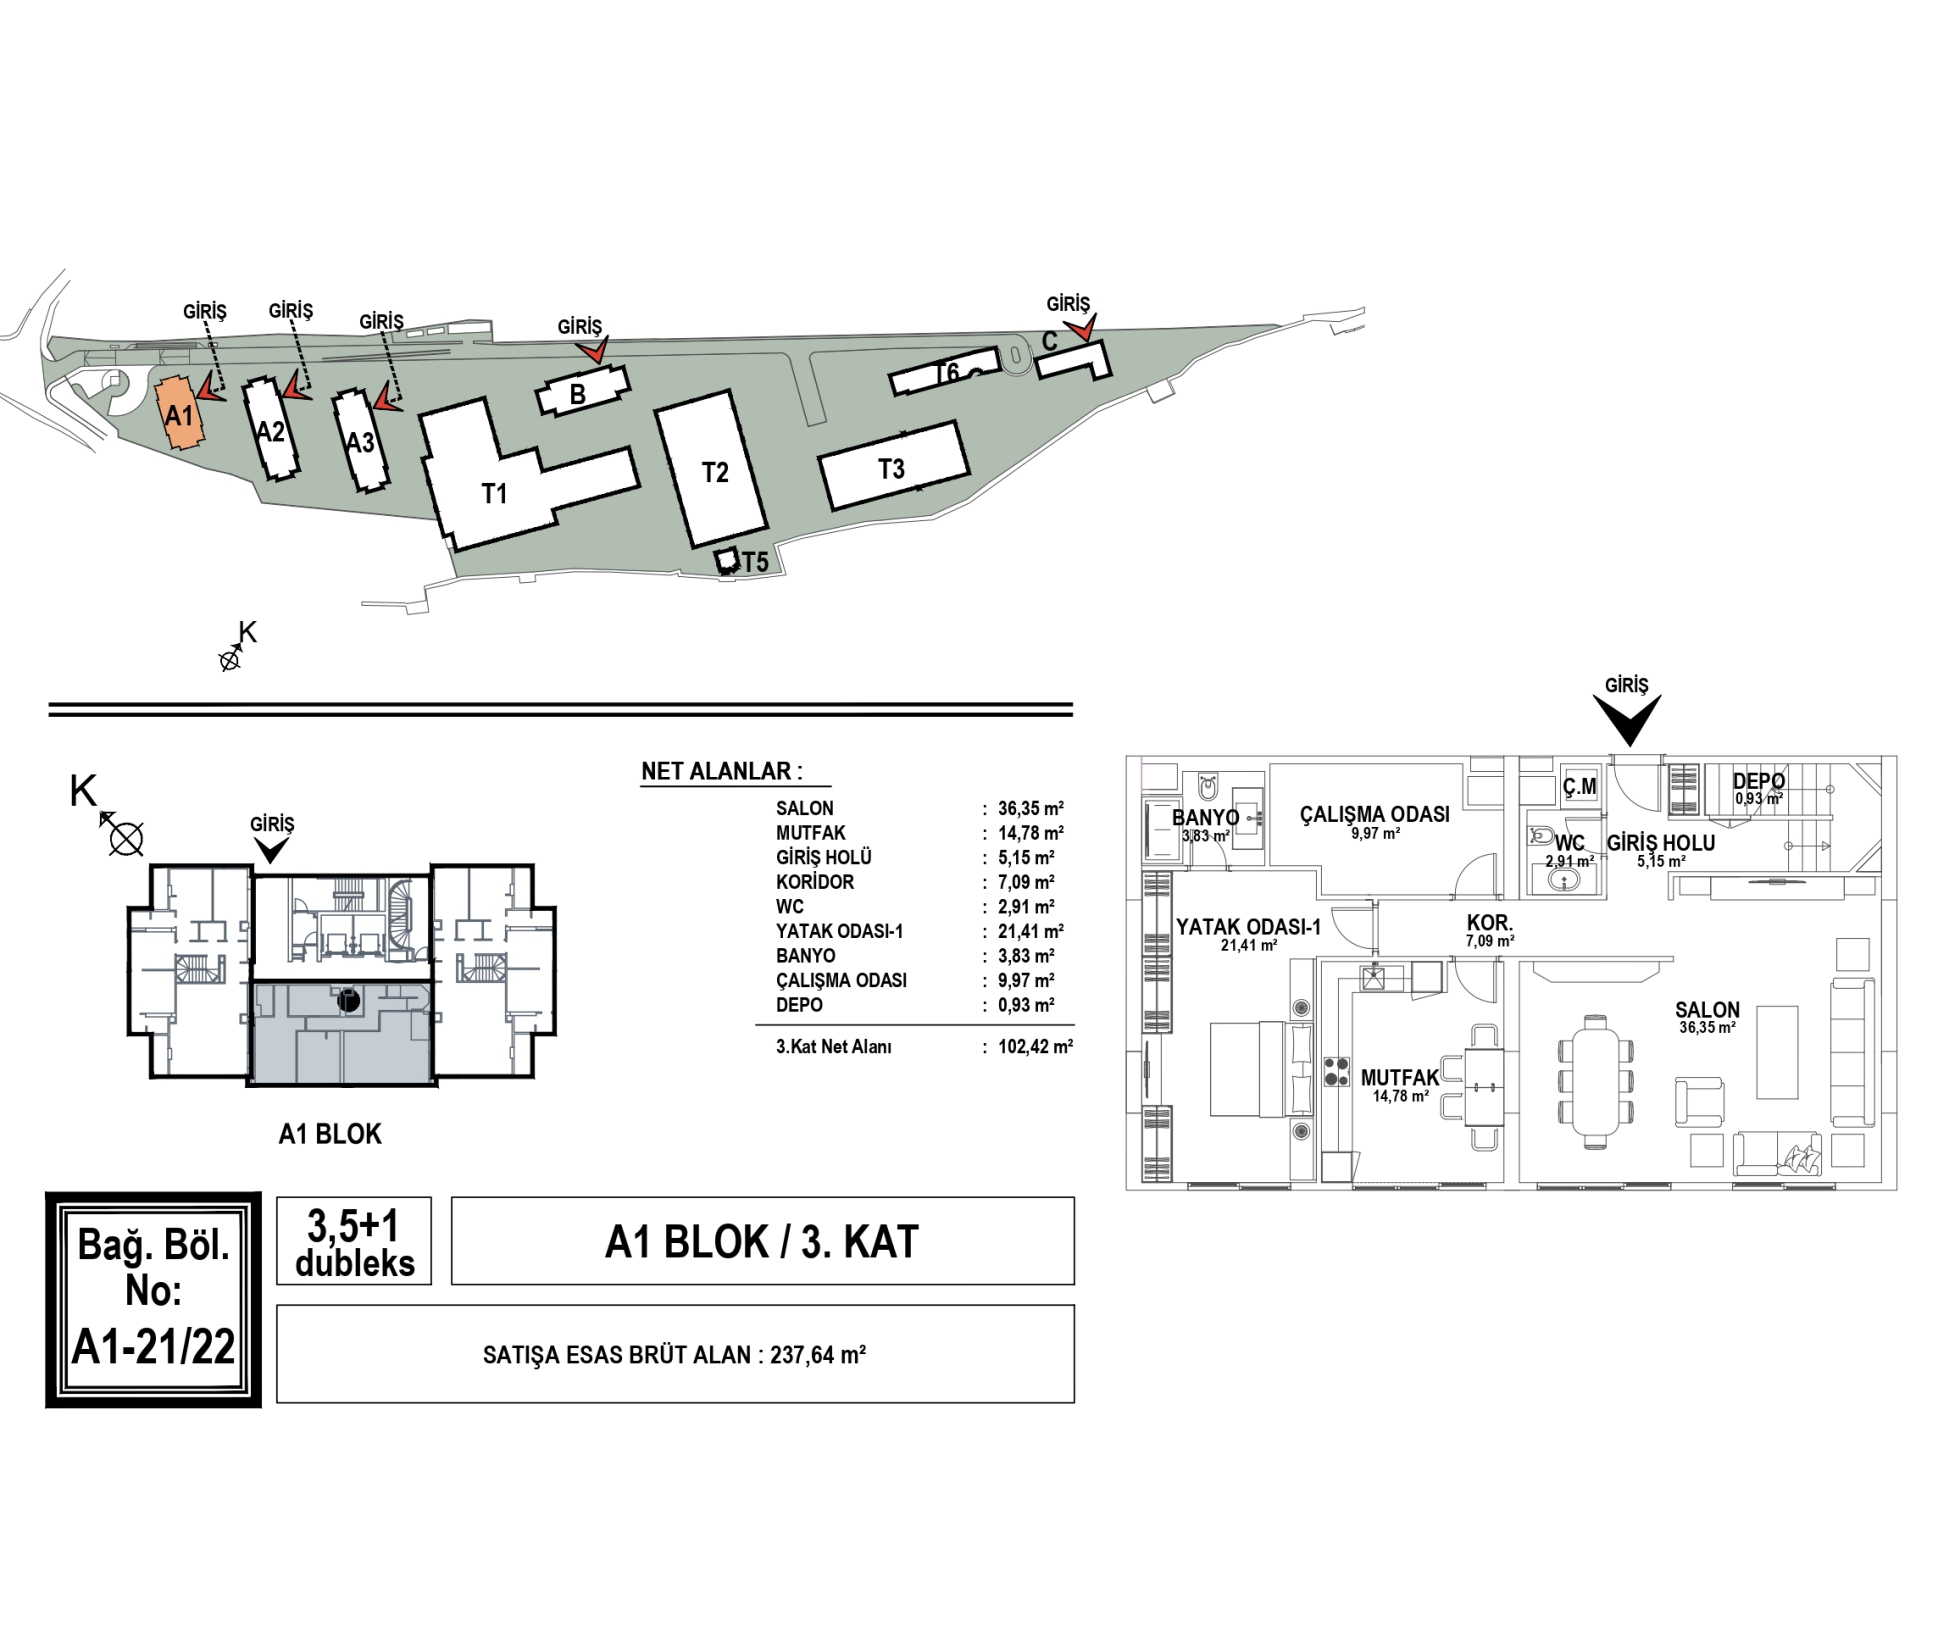 GİRİŞ
GİRİŞ
GİRİŞ
GİRİŞ
GİRİŞ
A1
A2
A3
B
C
T6
T1
T2
T3
T5
K
K
GİRİŞ
A1 BLOK
NET ALANLAR :
SALON : 36,35 m²
MUTFAK : 14,78 m²
GİRİŞ HOLÜ : 5,15 m²
KORİDOR : 7,09 m²
WC : 2,91 m²
YATAK ODASI-1 : 21,41 m²
BANYO : 3,83 m²
ÇALIŞMA ODASI : 9,97 m²
DEPO : 0,93 m²
3.Kat Net Alanı : 102,42 m²
GİRİŞ
BANYO
3,83 m²
ÇALIŞMA ODASI
9,97 m²
Ç.M
DEPO
0,93 m²
WC
2,91 m²
GİRİŞ HOLU
5,15 m²
YATAK ODASI-1
21,41 m²
KOR.
7,09 m²
SALON
36,35 m²
MUTFAK
14,78 m²
Bağ. Böl.
No:
A1-21/22
3,5+1
dubleks
A1 BLOK / 3. KAT
SATIŞA ESAS BRÜT ALAN : 237,64 m²